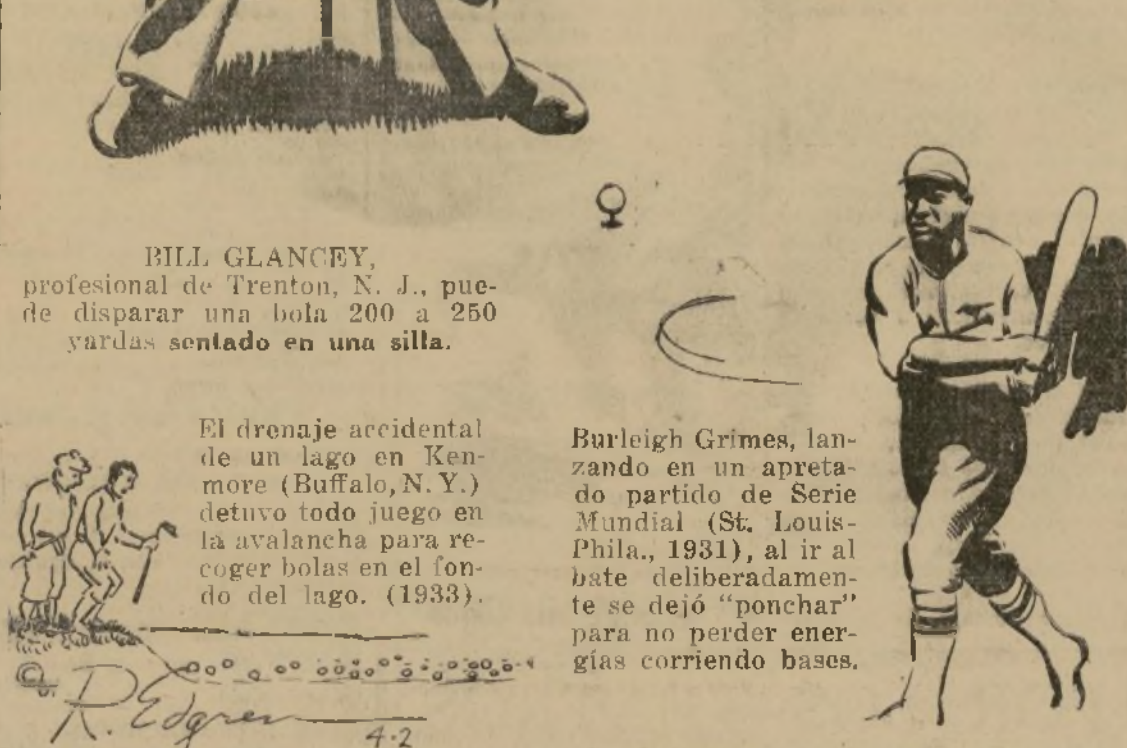 BILL GLANCEY,
profesional de Trenton, N. J., pue-
de disparar una bola 200 a 250
yardas sentado en una silla.
El drenaje accidental
de un lago en Ken-
more (Buffalo, N. Y.)
detuvo todo juego en
la avalancha para re-
coger bolas en el fon-
do del lago. (1933).
Burleigh Grimes, lan-
zando en un apreta-
do partido de Serie
Mundial (St. Louis-
Phila., 1931), al ir al
bate deliberadamen-
te se dejó “ponchar”
para no perder ener-
gías corriendo bases.
©
R. Edgren
4-2